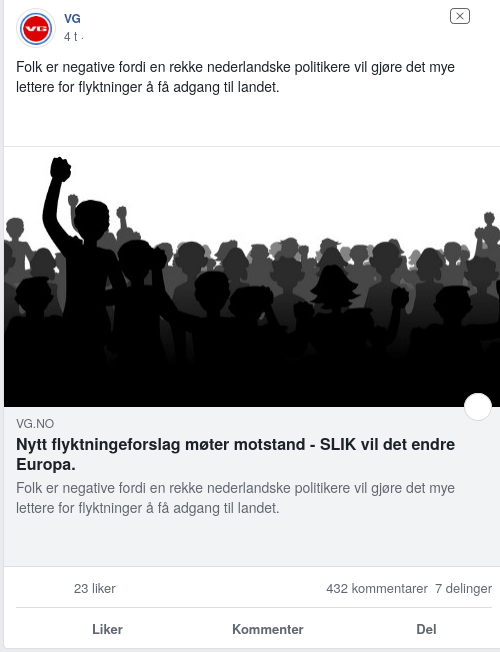 VG
VG
4 t ·
Folk er negative fordi en rekke nederlandske politikere vil gjøre det mye
lettere for flyktninger å få adgang til landet.
VG.NO
Nytt flyktningeforslag møter motstand - SLIK vil det endre
Europa.
Folk er negative fordi en rekke nederlandske politikere vil gjøre det mye
lettere for flyktninger å få adgang til landet.
23 liker 432 kommentarer 7 delinger
Liker Kommenter Del